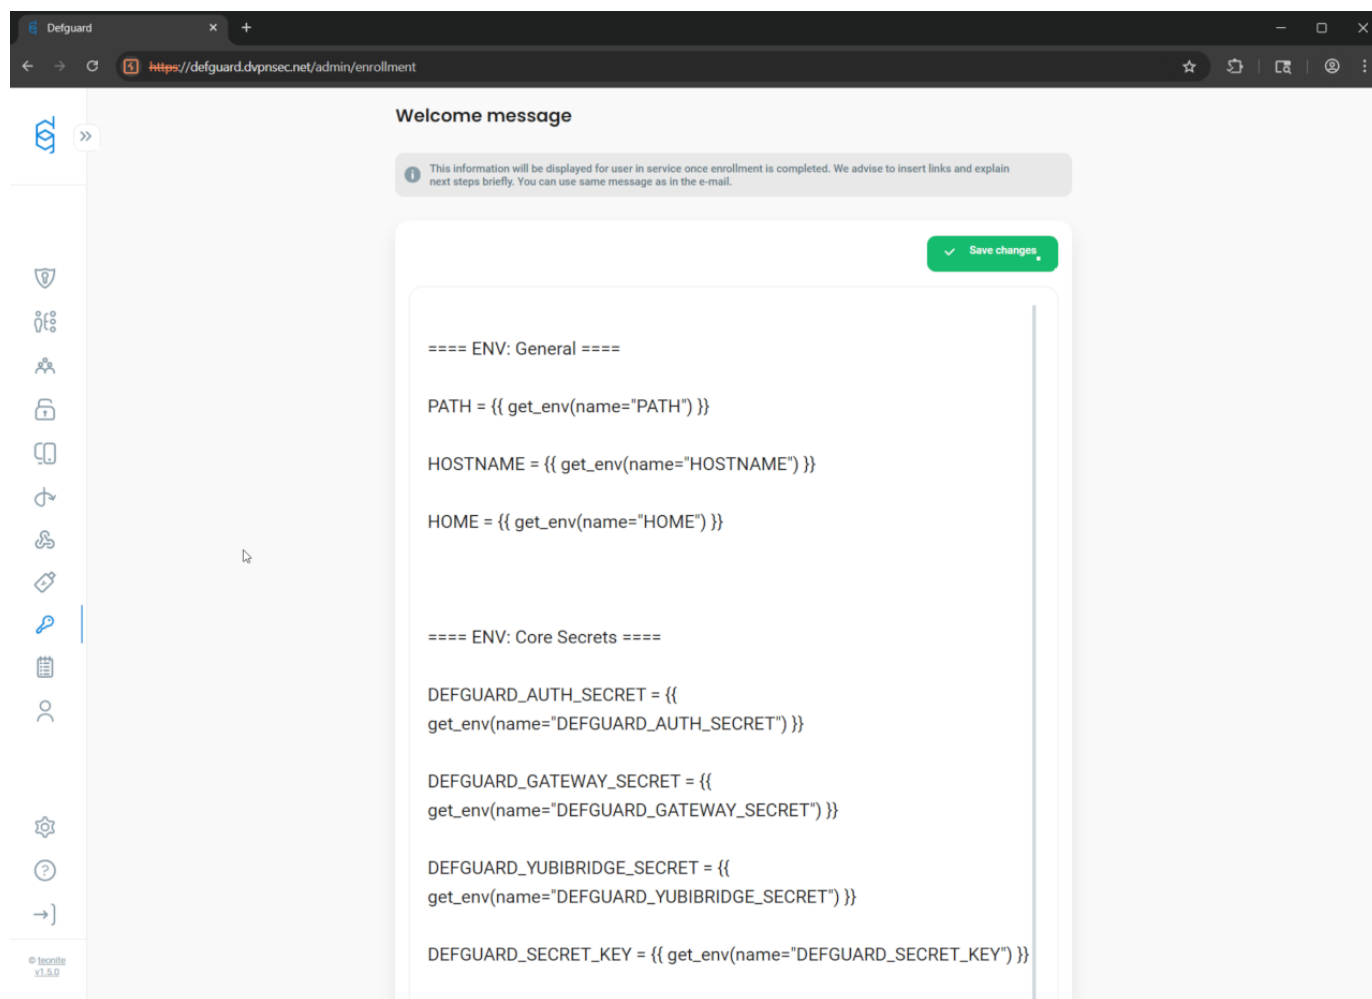 Defguard
https://defguard.dvpnsec.net/admin/enrollment
Welcome message
This information will be displayed for user in service once enrollment is completed. We advise to insert links and explain
next steps briefly. You can use same message as in the e-mail.
Save changes
==== ENV: General ====
PATH = {{ get_env(name="PATH") }}
HOSTNAME = {{ get_env(name="HOSTNAME") }}
HOME = {{ get_env(name="HOME") }}
==== ENV: Core Secrets ====
DEFGUARD_AUTH_SECRET = {{
get_env(name="DEFGUARD_AUTH_SECRET") }}
DEFGUARD_GATEWAY_SECRET = {{
get_env(name="DEFGUARD_GATEWAY_SECRET") }}
DEFGUARD_YUBIBRIDGE_SECRET = {{
get_env(name="DEFGUARD_YUBIBRIDGE_SECRET") }}
DEFGUARD_SECRET_KEY = {{ get_env(name="DEFGUARD_SECRET_KEY") }}
© teonite
v1.5.0